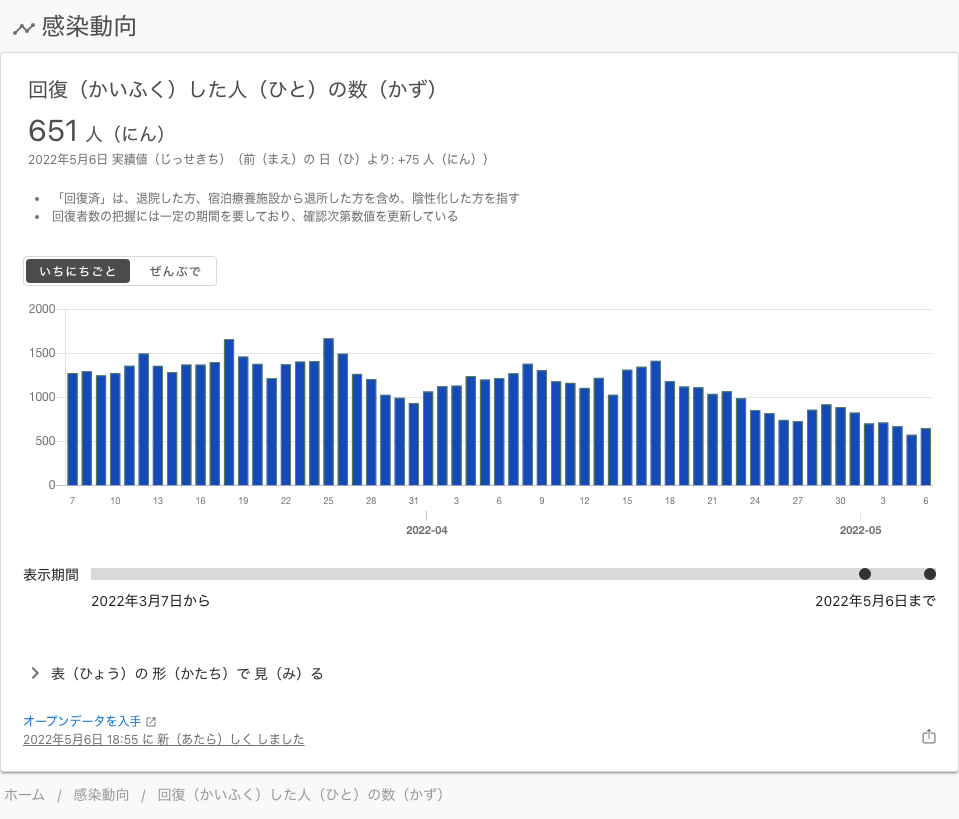 感染動向
回復（かいふく）した人（ひと）の数（かず）
651 人（にん）
2022年5月6日 実績値（じっせきち）（前（まえ）の 日（ひ）より: +75 人（にん））
「回復済」は、退院した方、宿泊療養施設から退所した方を含め、陰性化した方を指す
回復者数の把握には一定の期間を要しており、確認次第数値を更新している
いちにちごと ぜんぶで
2000
1500
1000
500
0
7 10 13 16 19 22 25 28 31 3 6 9 12 15 18 21 24 27 30 3 6
2022-04 2022-05
表示期間
2022年3月7日から 2022年5月6日まで
表（ひょう）の 形（かたち）で 見（み）る
オープンデータを入手
2022年5月6日 18:55 に 新（あたら）しく しました
ホーム / 感染動向 / 回復（かいふく）した人（ひと）の数（かず）